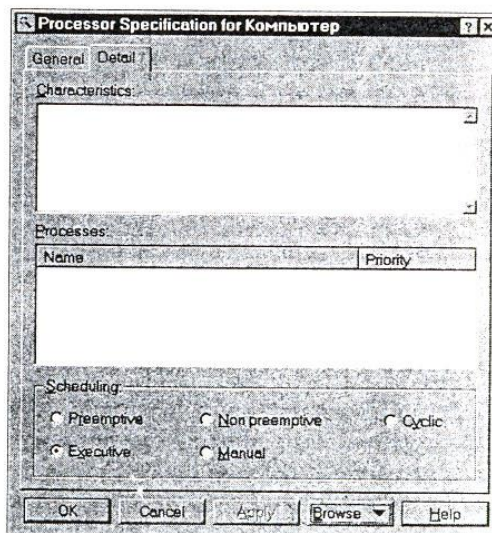 Processor Specification for Компьютер
General Detail
Characteristics:
Processes:
Name Priority
Scheduling:
Preemptive Non preemptive Cyclic
Executive Manual
OK Cancel Apply Browse Help